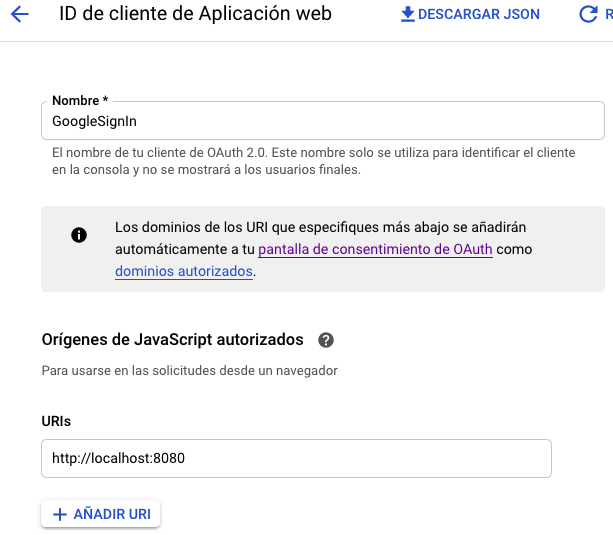 ID de cliente de Aplicación web
DESCARGAR JSON
R
Nombre *
GoogleSignIn
El nombre de tu cliente de OAuth 2.0. Este nombre solo se utiliza para identificar el cliente
en la consola y no se mostrará a los usuarios finales.
Los dominios de los URI que especifiques más abajo se añadirán
automáticamente a tu pantalla de consentimiento de OAuth como
dominios autorizados.
Orígenes de JavaScript autorizados
Para usarse en las solicitudes desde un navegador
URIs
http://localhost:8080
AÑADIR URI